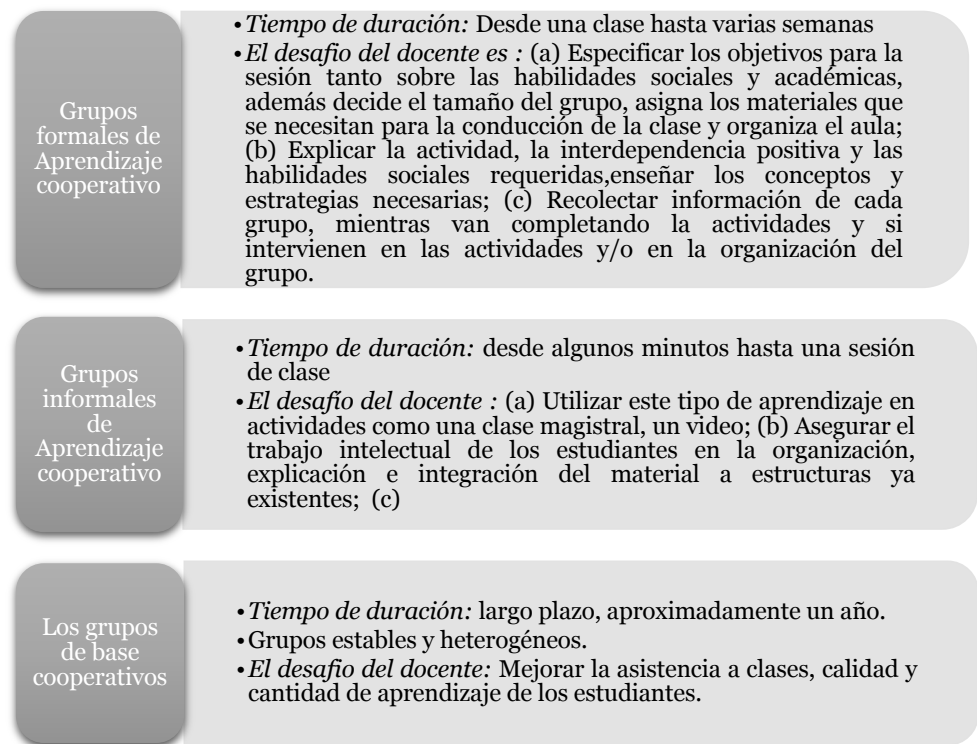 Grupos
formales de
Aprendizaje
cooperativo
•Tiempo de duración: Desde una clase hasta varias semanas
•El desafio del docente es : (a) Especificar los objetivos para la
sesión tanto sobre las habilidades sociales y académicas,
además decide el tamaño del grupo, asigna los materiales que
se necesitan para la conducción de la clase y organiza el aula;
(b) Explicar la actividad, la interdependencia positiva y las
habilidades sociales requeridas,enseñar los conceptos y
estrategias necesarias; (c) Recolectar información de cada
grupo, mientras van completando la actividades y si
intervienen en las actividades y/o en la organización del
grupo.
Grupos
informales
de
Aprendizaje
cooperativo
•Tiempo de duración: desde algunos minutos hasta una sesión
de clase
•El desafío del docente : (a) Utilizar este tipo de aprendizaje en
actividades como una clase magistral, un video; (b) Asegurar el
trabajo intelectual de los estudiantes en la organización,
explicación e integración del material a estructuras ya
existentes; (c)
Los grupos
de base
cooperativos
•Tiempo de duración: largo plazo, aproximadamente un año.
•Grupos estables y heterogéneos.
•El desafio del docente: Mejorar la asistencia a clases, calidad y
cantidad de aprendizaje de los estudiantes.